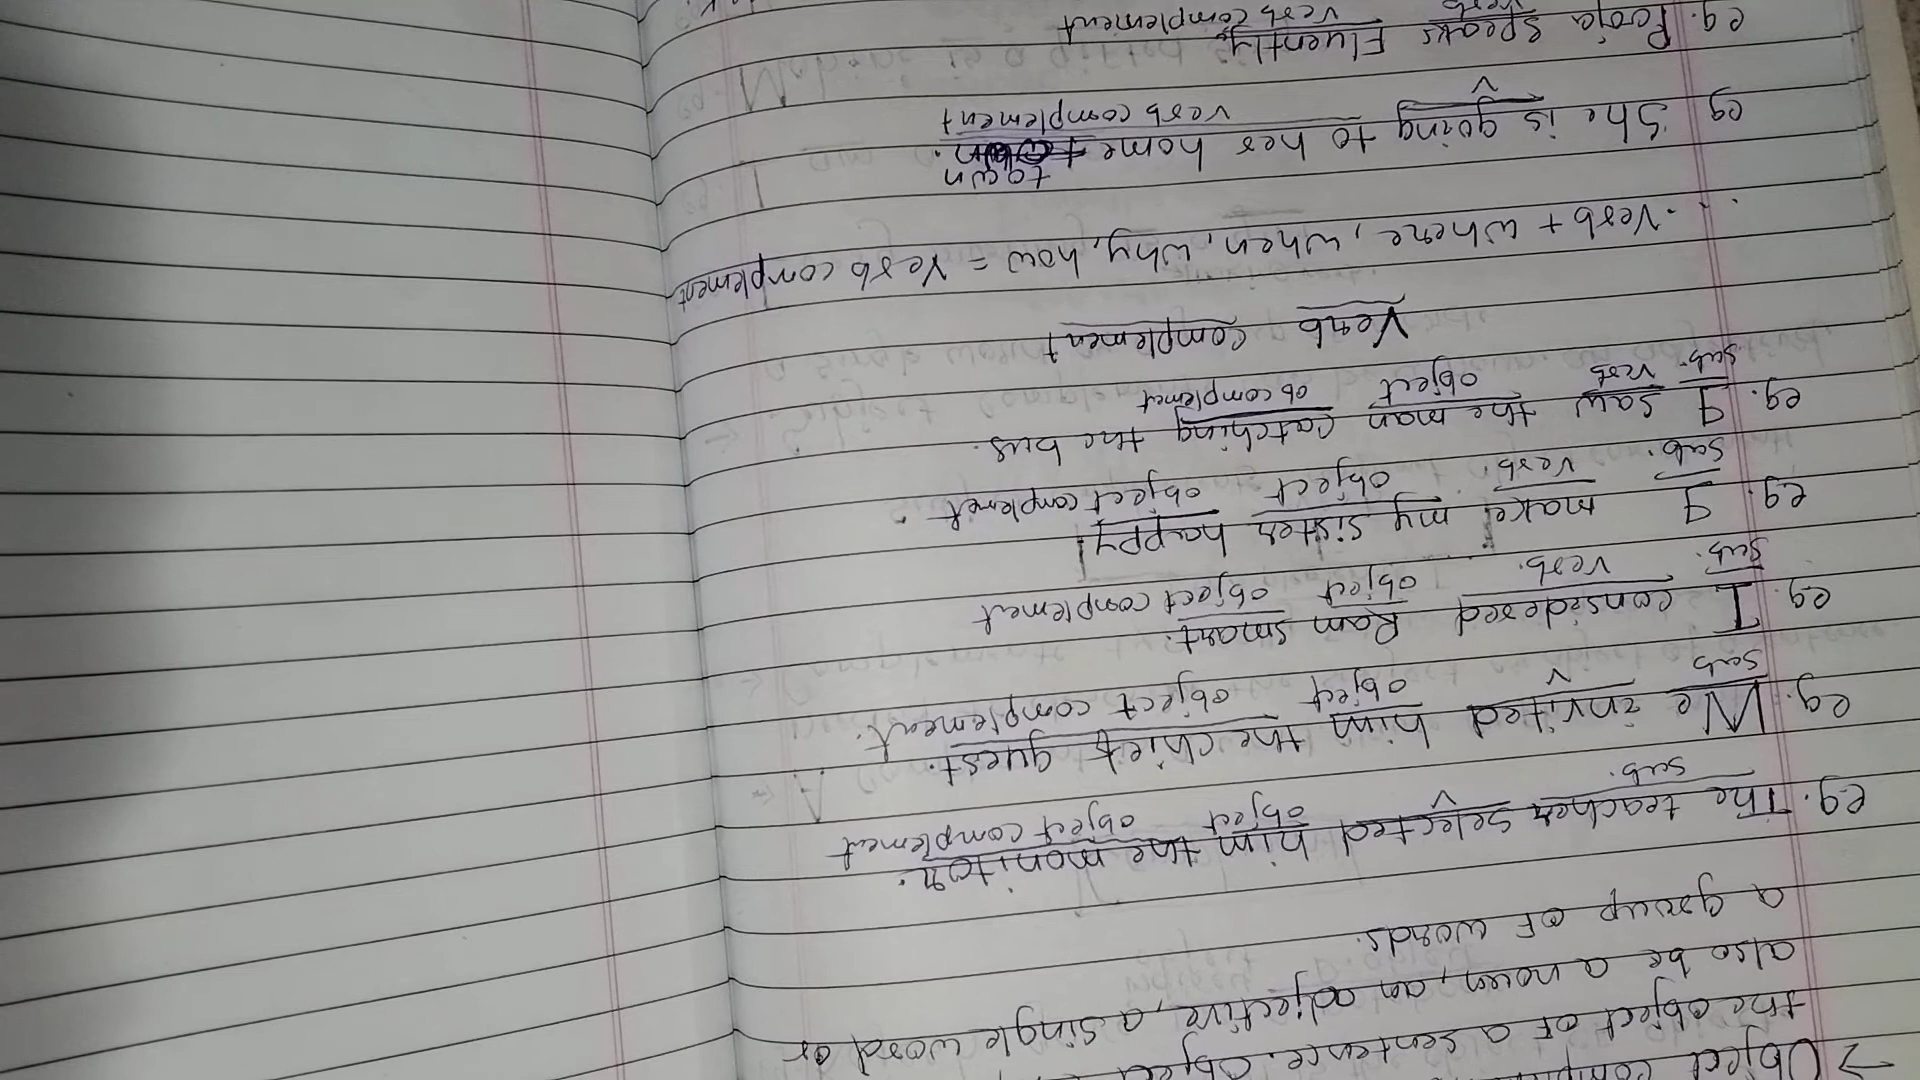 → Object
the object of a sentence. Object
also be a noun, an adjective, a single word or
a group of words.
eg. The teacher selected him the monitor.
sub. V object object complement
eg. We invited him the chief guest.
sub V object object complement.
eg. I considered Ram smart.
sub. verb. object object complement
eg. I make my sister happy
sub. verb. object object complement.
eg. I saw the man catching the bus.
sub. verb object ob complement
Verb complement
∴ Verb + where, when, why, how = Verb complement
town
eg She is going to her home
V verb complement
eg. Pooja speaks Fluently
verb verb complement